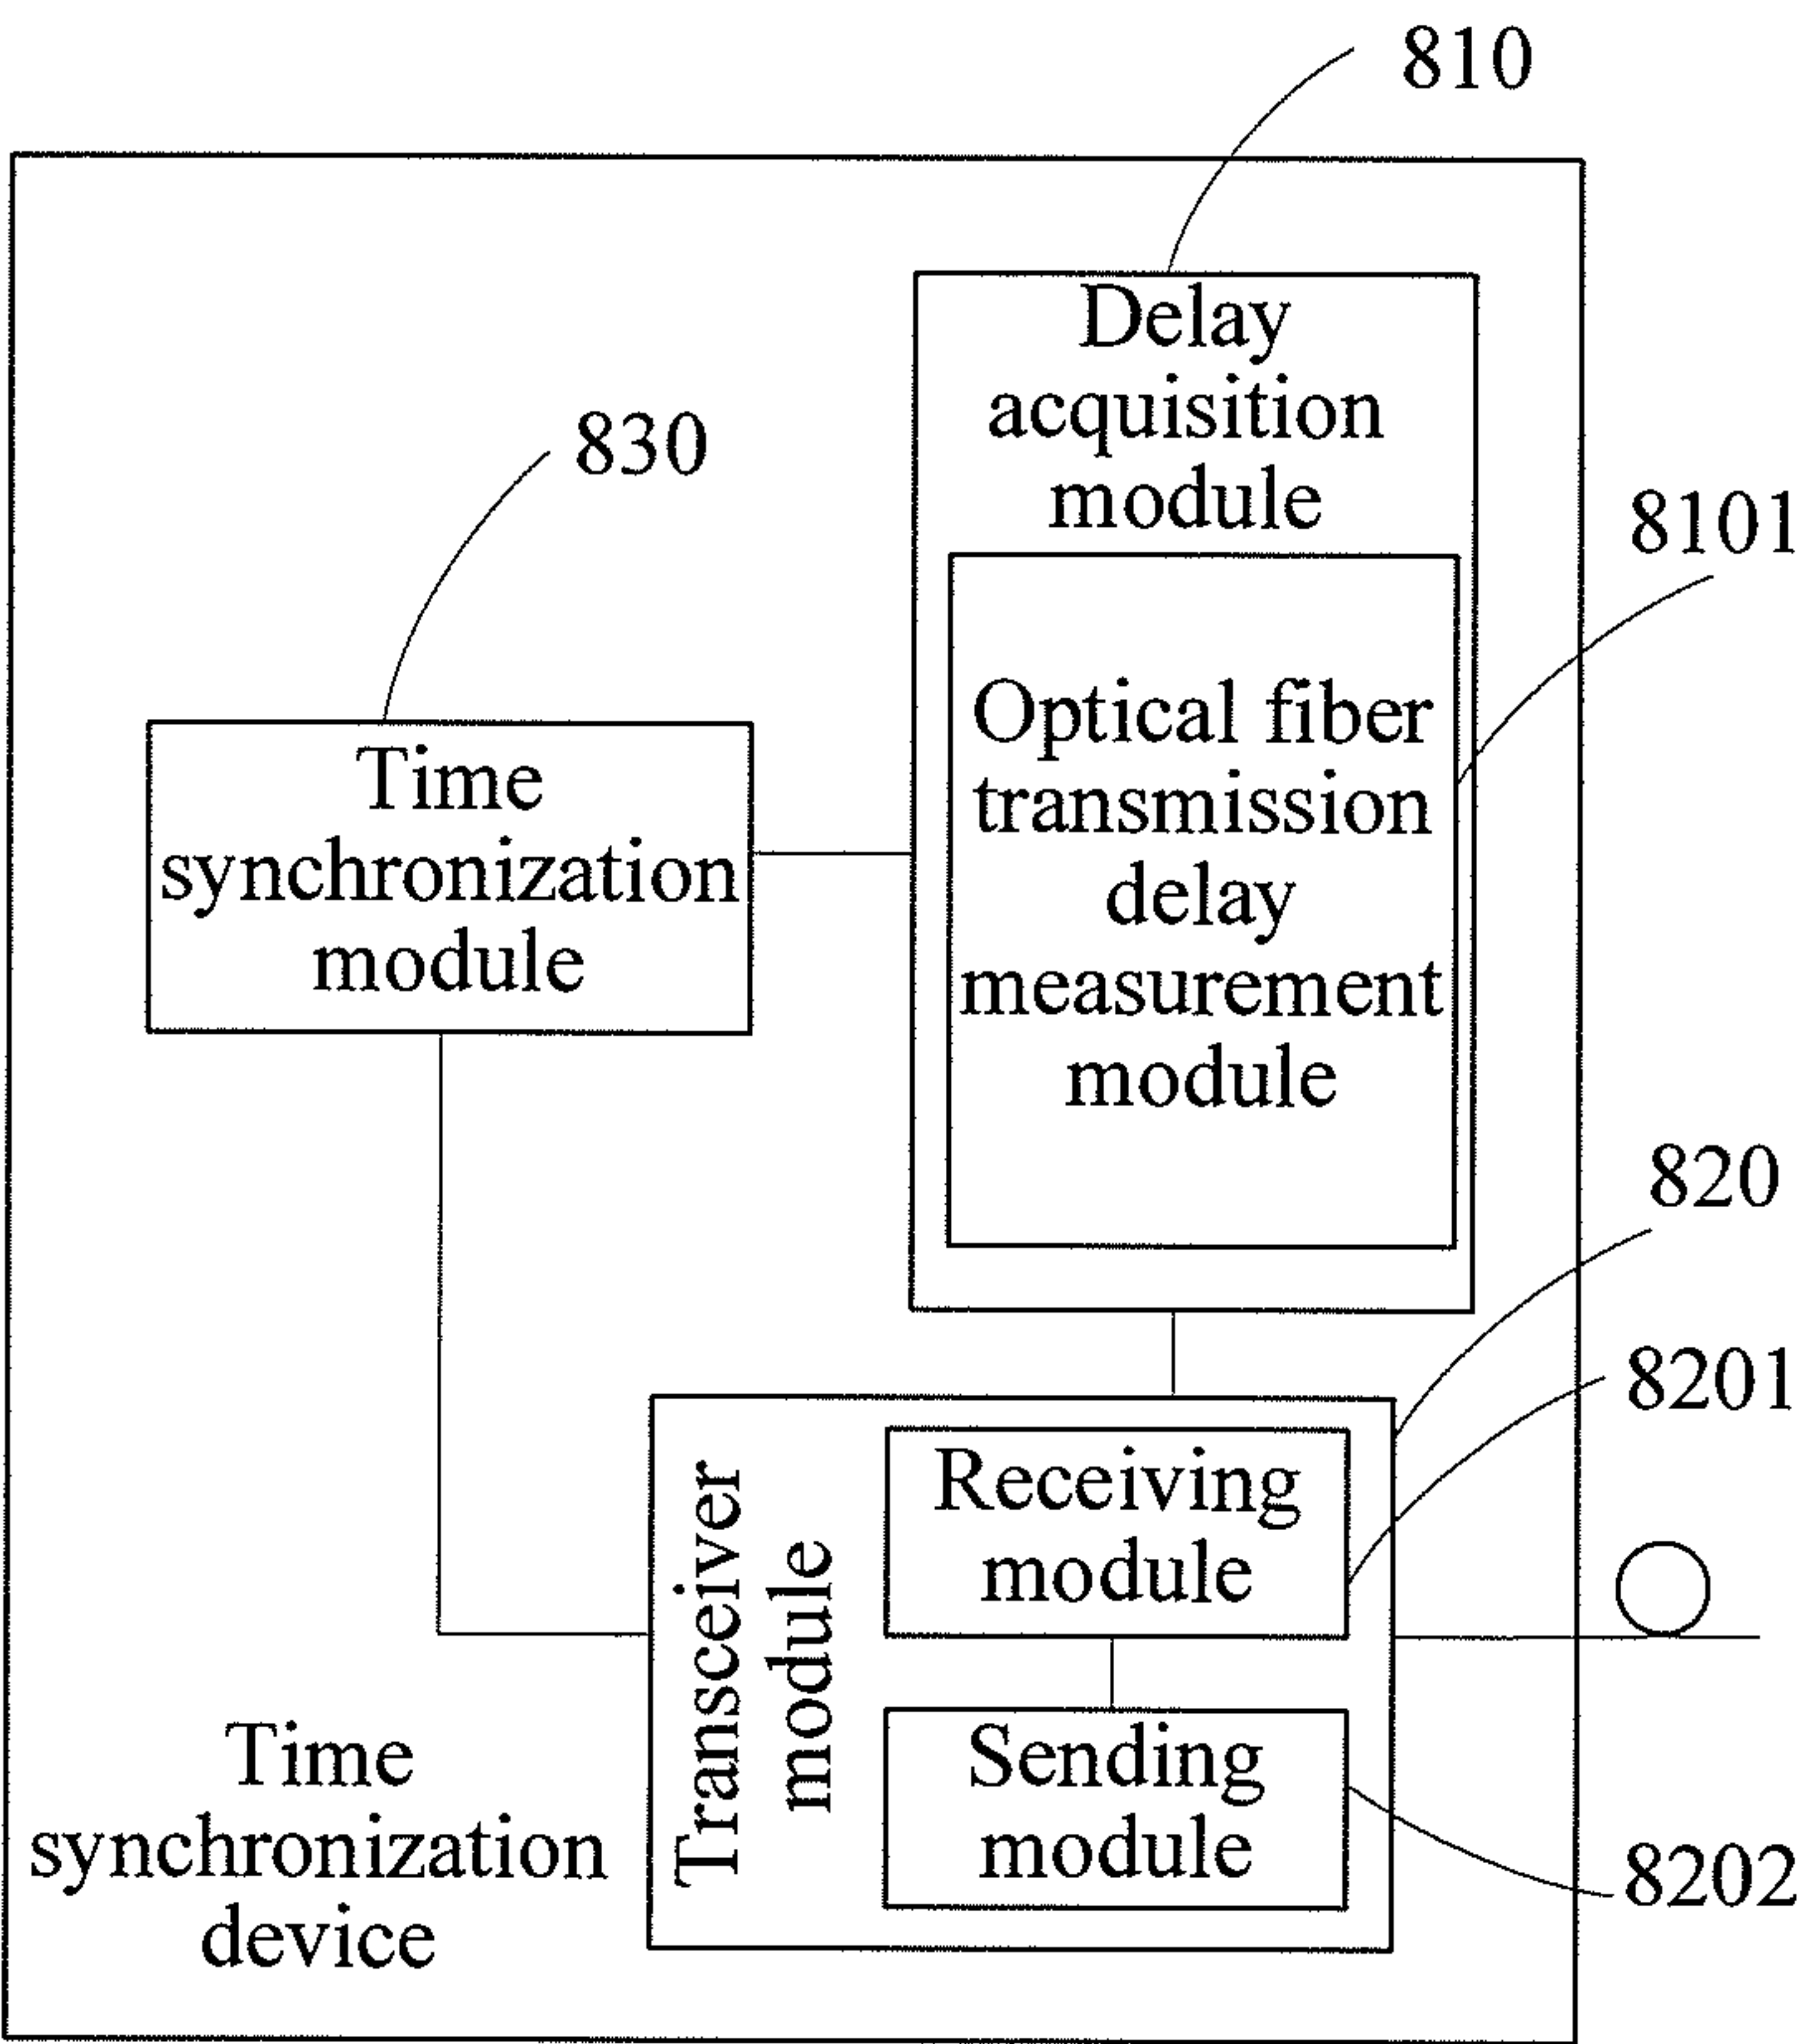 810
Delay
acquisition
module
830
8101
Optical fiber
transmission
delay
measurement
module
Time
synchronization
module
820
8201
Receiving
module
Transceiver
module
Sending
module
8202
Time
synchronization
device